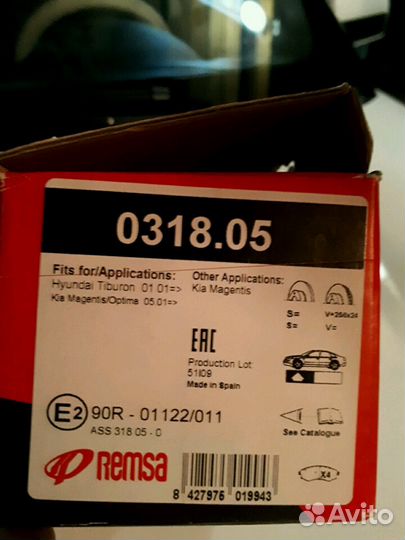 0318.05
Fits for/Applications:
Hyundai Tiburon 01 01=>
Kia Magentis/Optima 05.01=>
Other Applications:
Kia Magentis
S=
S=
V=
EAC
Production Lot
51I09
Made in Spain
E2 90R - 01122/011
ASS 318 05 - 0
See Catalogue
REMSA
X4
8 427976 019943
Avito